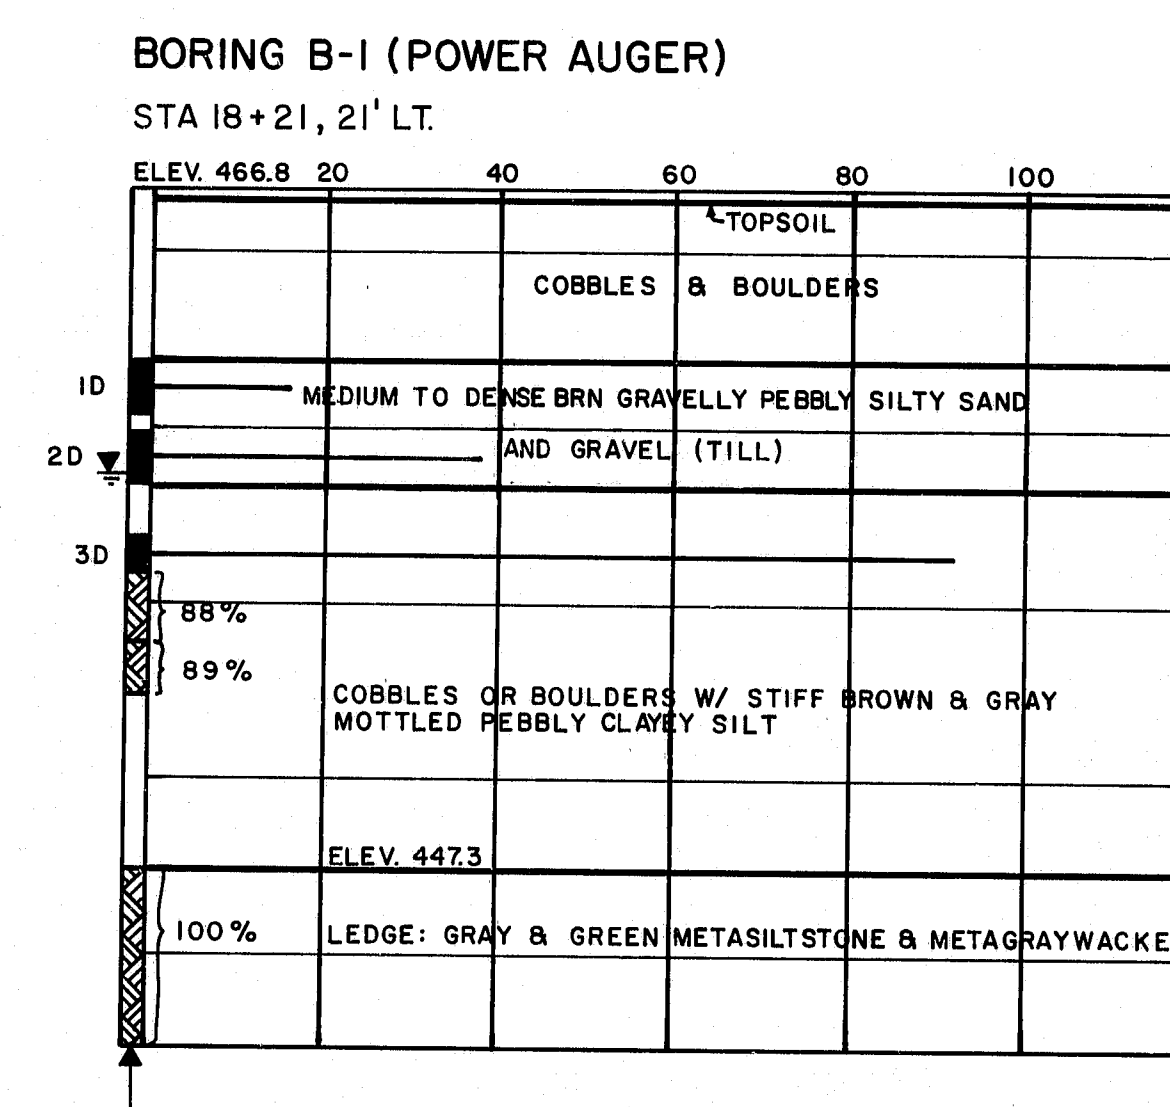 BORING B-1 (POWER AUGER)
STA 18+21, 21' LT.
ELEV. 466.8 20 40 60 80 100
TOPSOIL
COBBLES & BOULDERS
1D
MEDIUM TO DENSE BRN GRAVELLY PEBBLY SILTY SAND
2D
AND GRAVEL (TILL)
3D
88%
89%
COBBLES OR BOULDERS W/ STIFF BROWN & GRAY
MOTTLED PEBBLY CLAYEY SILT
ELEV. 447.3
100%
LEDGE: GRAY & GREEN METASILTSTONE & METAGRAYWACKE